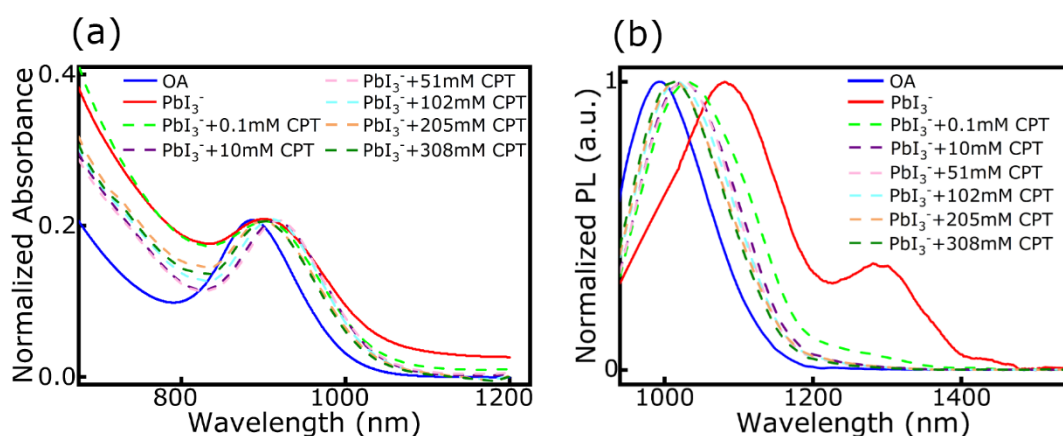 (a)
Normalized Absorbance
0.4
0.2
0.0
OA
PbI₃⁻
PbI₃⁻+0.1mM CPT
PbI₃⁻+10mM CPT
PbI₃⁻+51mM CPT
PbI₃⁻+102mM CPT
PbI₃⁻+205mM CPT
PbI₃⁻+308mM CPT
800
1000
1200
Wavelength (nm)
(b)
Normalized PL (a.u.)
1
0
OA
PbI₃⁻
PbI₃⁻+0.1mM CPT
PbI₃⁻+10mM CPT
PbI₃⁻+51mM CPT
PbI₃⁻+102mM CPT
PbI₃⁻+205mM CPT
PbI₃⁻+308mM CPT
1000
1200
1400
Wavelength (nm)